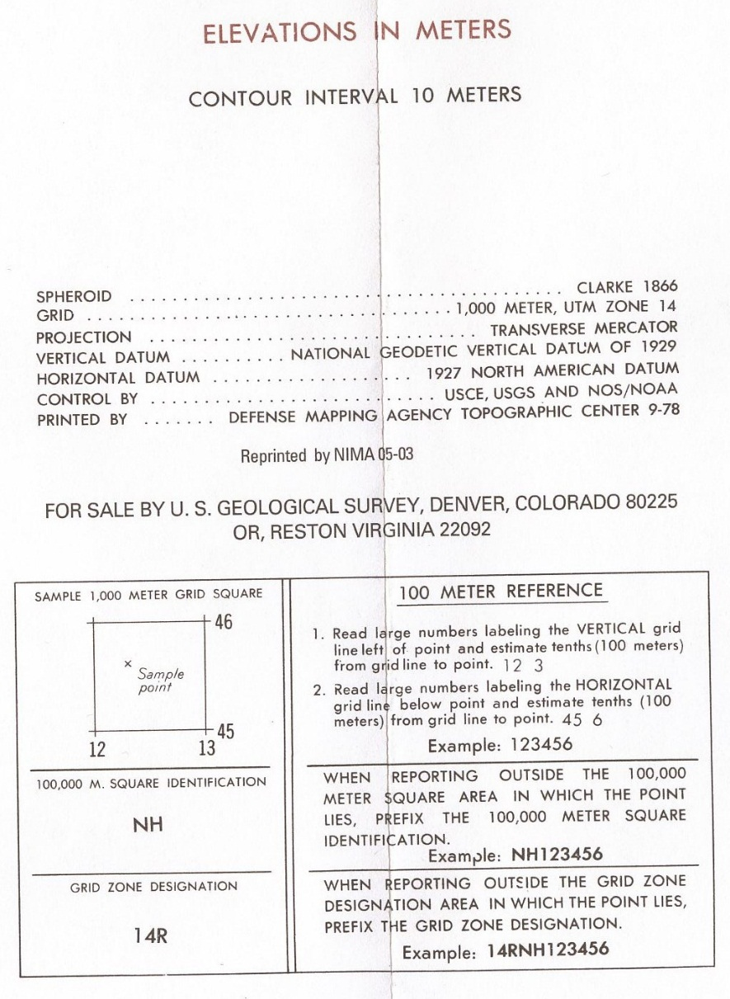 ELEVATIONS IN METERS
CONTOUR INTERVAL 10 METERS
SPHEROID . . . . . . . . . . . . . . . . . . . . . . . . . . . . . . . . . . . . . . . . . CLARKE 1866
GRID . . . . . . . . . . . . . . . . . . . . . . . . . . . . . . . . . . . 1,000 METER, UTM ZONE 14
PROJECTION . . . . . . . . . . . . . . . . . . . . . . . . . . . . . . . TRANSVERSE MERCATOR
VERTICAL DATUM . . . . . . . . . . NATIONAL GEODETIC VERTICAL DATUM OF 1929
HORIZONTAL DATUM . . . . . . . . . . . . . . . . . . . 1927 NORTH AMERICAN DATUM
CONTROL BY . . . . . . . . . . . . . . . . . . . . . . . . . . . USCE, USGS AND NOS/NOAA
PRINTED BY . . . . . . . DEFENSE MAPPING AGENCY TOPOGRAPHIC CENTER 9-78
Reprinted by NIMA 05-03
FOR SALE BY U. S. GEOLOGICAL SURVEY, DENVER, COLORADO 80225
OR, RESTON VIRGINIA 22092
SAMPLE 1,000 METER GRID SQUARE
46
× Sample
point
45
12 13
100,000 M. SQUARE IDENTIFICATION
NH
GRID ZONE DESIGNATION
14R
100 METER REFERENCE
1. Read large numbers labeling the VERTICAL grid
line left of point and estimate tenths (100 meters)
from grid line to point. 12 3
2. Read large numbers labeling the HORIZONTAL
grid line below point and estimate tenths (100
meters) from grid line to point. 45 6
Example: 123456
WHEN REPORTING OUTSIDE THE 100,000
METER SQUARE AREA IN WHICH THE POINT
LIES, PREFIX THE 100,000 METER SQUARE
IDENTIFICATION.
Example: NH123456
WHEN REPORTING OUTSIDE THE GRID ZONE
DESIGNATION AREA IN WHICH THE POINT LIES,
PREFIX THE GRID ZONE DESIGNATION.
Example: 14RNH123456